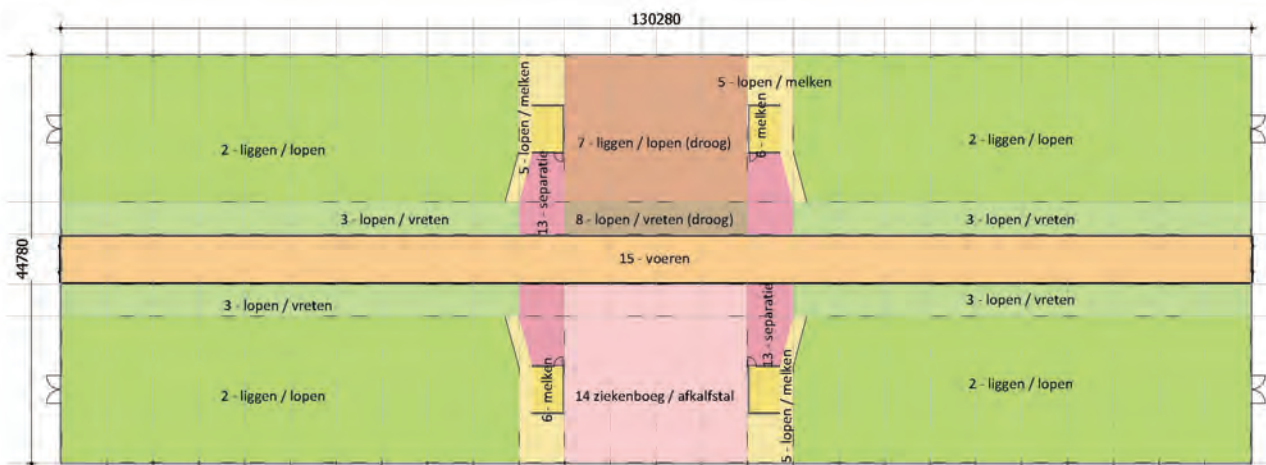 130280
44780
5 - lopen / melken
5 - lopen / melken
2 - liggen / lopen
7 - liggen / lopen (droog)
6 - melken
2 - liggen / lopen
13 - separatie
3 - lopen / vreten
8 - lopen / vreten (droog)
3 - lopen / vreten
15 - voeren
3 - lopen / vreten
13 - separatie
3 - lopen / vreten
2 - liggen / lopen
6 - melken
14 ziekenboeg / afkalfstal
5 - lopen / melken
2 - liggen / lopen